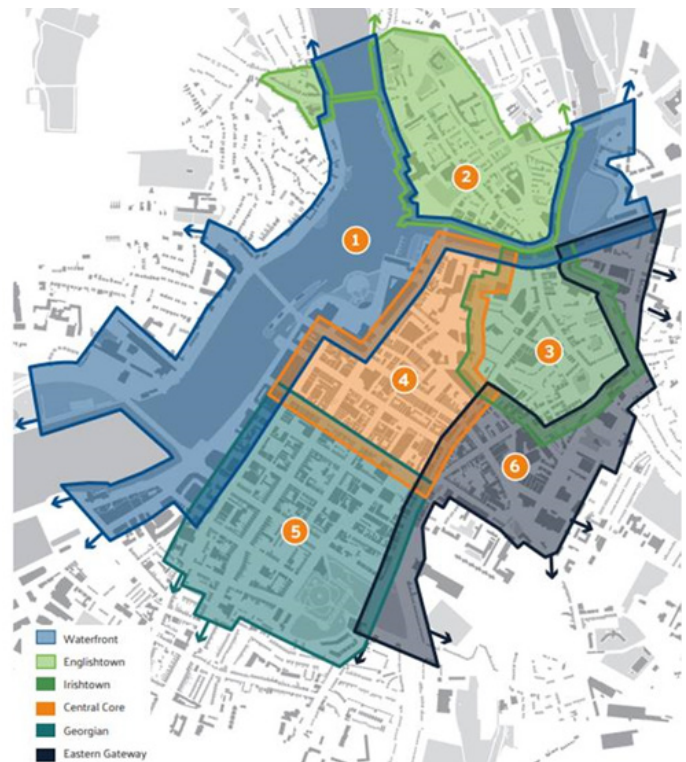 2
1
3
4
6
5
Waterfront
Englishtown
Irishtown
Central Core
Georgian
Eastern Gateway